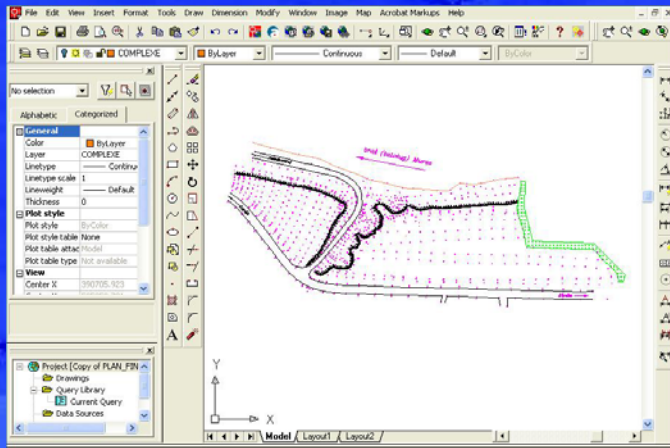 File Edit View Insert Format Tools Draw Dimension Modify Window Image Map Acrobat Markups Help
COMPLEXE ByLayer Continuous Default ByColor
No selection
Alphabetic Categorized
General
Color ByLayer
Layer COMPLEXE
Linetype Continu
Linetype scale 1
Lineweight Default
Thickness 0
Plot style
Plot style ByColor
Plot style table None
Plot table attac Model
Plot table type Not available
View
Center X 390705.923
Y
X
A
Project [Copy of PLAN_FIN
Drawings
Query Library
Current Query
Data Sources
Model Layout1 Layout2